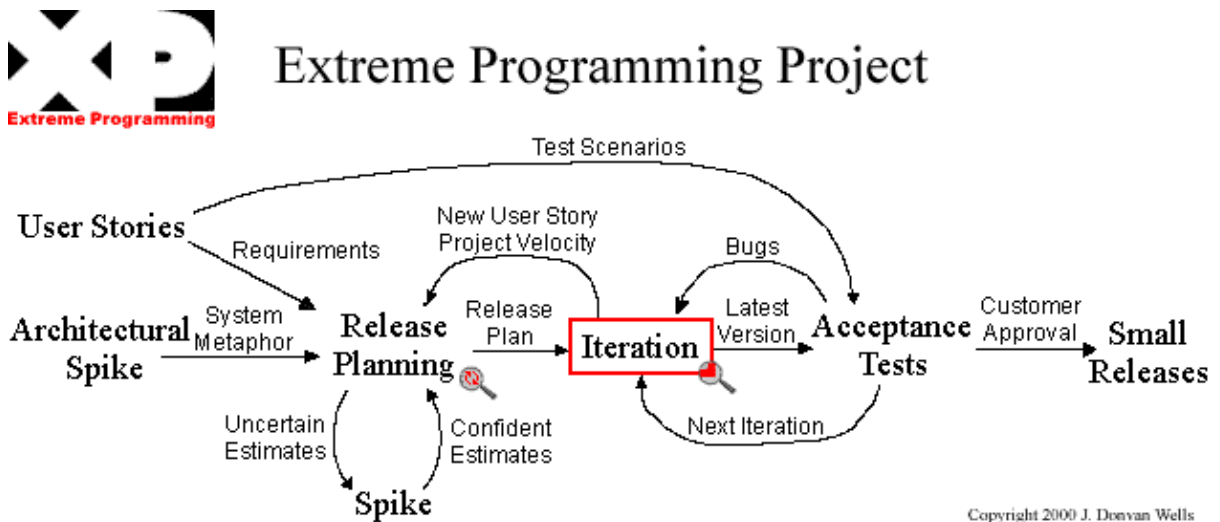 XP
Extreme Programming
Extreme Programming Project
Test Scenarios
User Stories
Requirements
New User Story
Project Velocity
Bugs
Architectural
Spike
System
Metaphor
Release
Planning
Release
Plan
Iteration
Latest
Version
Acceptance
Tests
Customer
Approval
Small
Releases
Uncertain
Estimates
Confident
Estimates
Next Iteration
Spike
Copyright 2000 J. Donvan Wells